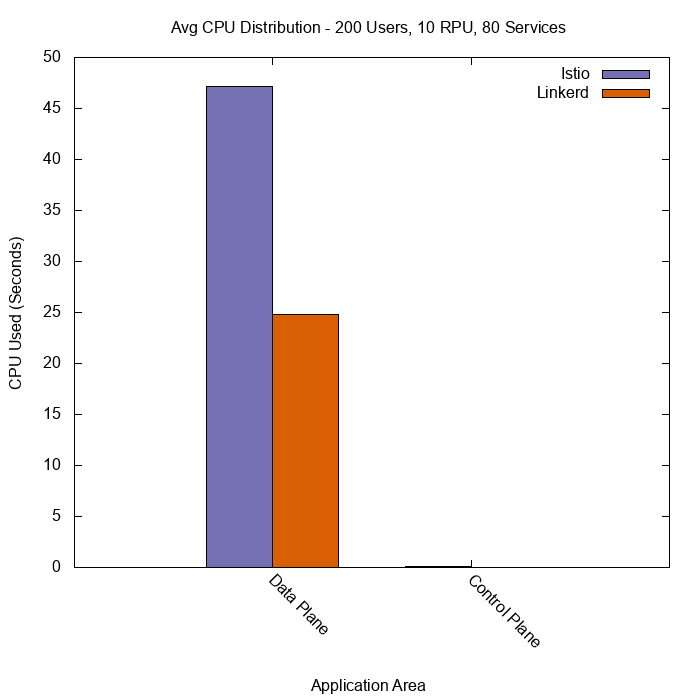 Avg CPU Distribution - 200 Users, 10 RPU, 80 Services
Istio
Linkerd
50
45
40
35
30
25
20
15
10
5
0
CPU Used (Seconds)
Data Plane
Control Plane
Application Area